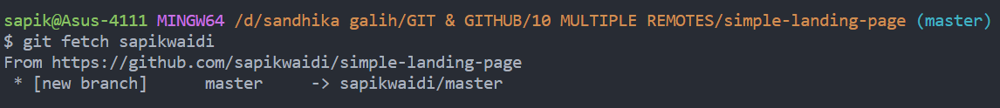 sapik@Asus-4111 MINGW64 /d/sandhika galih/GIT & GITHUB/10 MULTIPLE REMOTES/simple-landing-page (master)
$ git fetch sapikwaidi
From https://github.com/sapikwaidi/simple-landing-page
 * [new branch]      master     -> sapikwaidi/master